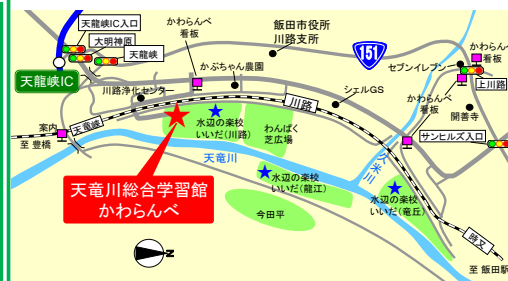 天龍峡IC入口
大明神原
天龍峡
天龍峡IC
かわらんべ
看板
飯田市役所
川路支所
151
かわらんべ
看板
セブンイレブン
上川路
かぶちゃん農園
川路浄化センター
シェルGS
かわらんべ
看板
開善寺
川路
案内
天竜峡
至 豊橋
水辺の楽校
いいだ(川路)
わんぱく
芝広場
サンヒルズ入口
久米川
天竜川
天竜川総合学習館
かわらんべ
水辺の楽校
いいだ(龍江)
水辺の楽校
いいだ(竜丘)
今田平
時又
至 飯田駅
N